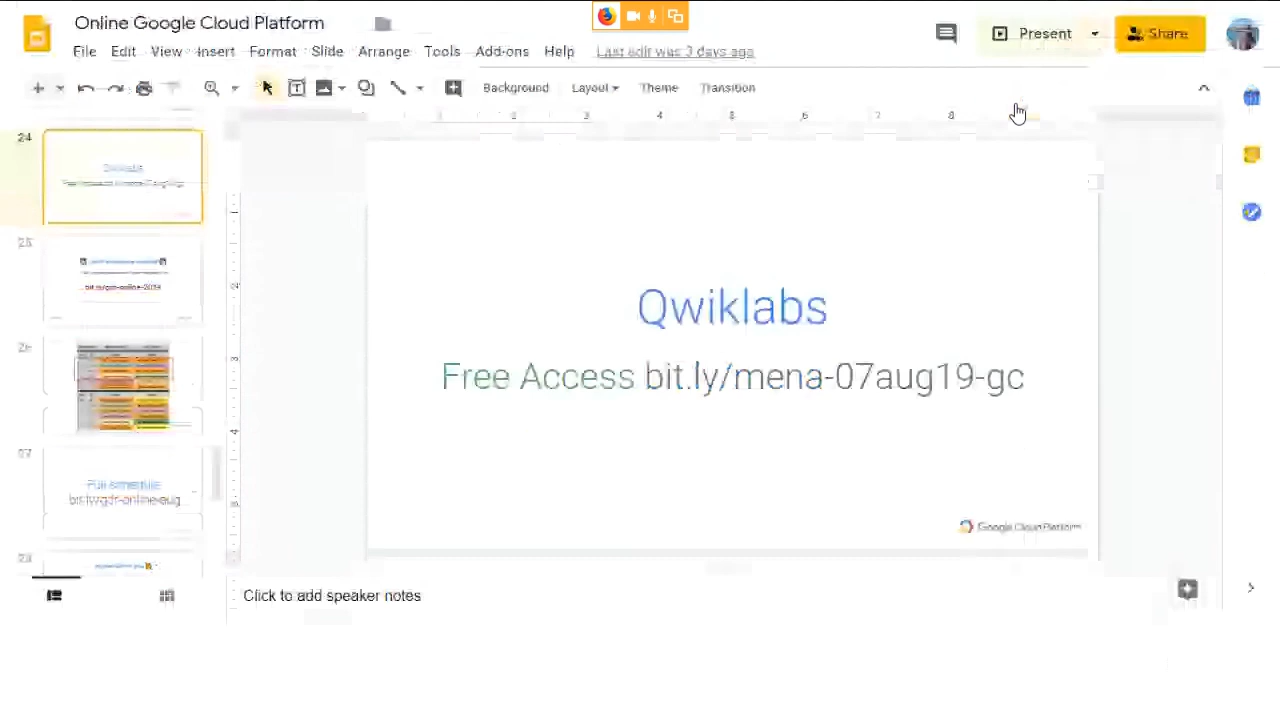 Online Google Cloud Platform
File Edit View Insert Format Slide Arrange Tools Add-ons Help Last edit was 3 days ago
Present
Share
Background Layout Theme Transition
24
Qwiklabs
Free Access bit.ly/mena-07aug19-gc
Google Cloud Platform
25
26
27
Full schedule
Click to add speaker notes